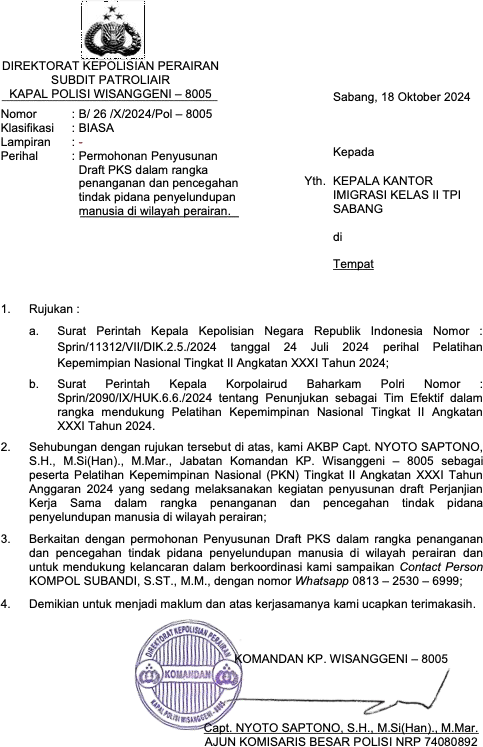 DIREKTORAT KEPOLISIAN PERAIRAN
SUBDIT PATROLIAIR
KAPAL POLISI WISANGGENI – 8005
Sabang, 18 Oktober 2024
Nomor : B/ 26 /X/2024/Pol – 8005
Klasifikasi : BIASA
Lampiran : -
Perihal : Permohonan Penyusunan
Draft PKS dalam rangka
penanganan dan pencegahan
tindak pidana penyelundupan
manusia di wilayah perairan.
Kepada
Yth. KEPALA KANTOR
IMIGRASI KELAS II TPI
SABANG
di
Tempat
1. Rujukan :
a. Surat Perintah Kepala Kepolisian Negara Republik Indonesia Nomor :
Sprin/11312/VII/DIK.2.5./2024 tanggal 24 Juli 2024 perihal Pelatihan
Kepemimpian Nasional Tingkat II Angkatan XXXI Tahun 2024;
b. Surat Perintah Kepala Korpolairud Baharkam Polri Nomor :
Sprin/2090/IX/HUK.6.6./2024 tentang Penunjukan sebagai Tim Efektif dalam
rangka mendukung Pelatihan Kepemimpinan Nasional Tingkat II Angkatan
XXXI Tahun 2024.
2. Sehubungan dengan rujukan tersebut di atas, kami AKBP Capt. NYOTO SAPTONO,
S.H., M.Si(Han)., M.Mar., Jabatan Komandan KP. Wisanggeni – 8005 sebagai
peserta Pelatihan Kepemimpinan Nasional (PKN) Tingkat II Angkatan XXXI Tahun
Anggaran 2024 yang sedang melaksanakan kegiatan penyusunan draft Perjanjian
Kerja Sama dalam rangka penanganan dan pencegahan tindak pidana
penyelundupan manusia di wilayah perairan;
3. Berkaitan dengan permohonan Penyusunan Draft PKS dalam rangka penanganan
dan pencegahan tindak pidana penyelundupan manusia di wilayah perairan dan
untuk mendukung kelancaran dalam berkoordinasi kami sampaikan Contact Person
KOMPOL SUBANDI, S.ST., M.M., dengan nomor Whatsapp 0813 – 2530 – 6999;
4. Demikian untuk menjadi maklum dan atas kerjasamanya kami ucapkan terimakasih.
KOMANDAN KP. WISANGGENI – 8005
DIREKTORAT KEPOLISIAN PERAIRAN
KOMANDAN
KAPAL POLISI WISANGGENI-8005
Capt. NYOTO SAPTONO, S.H., M.Si(Han)., M.Mar.
AJUN KOMISARIS BESAR POLISI NRP 74080892